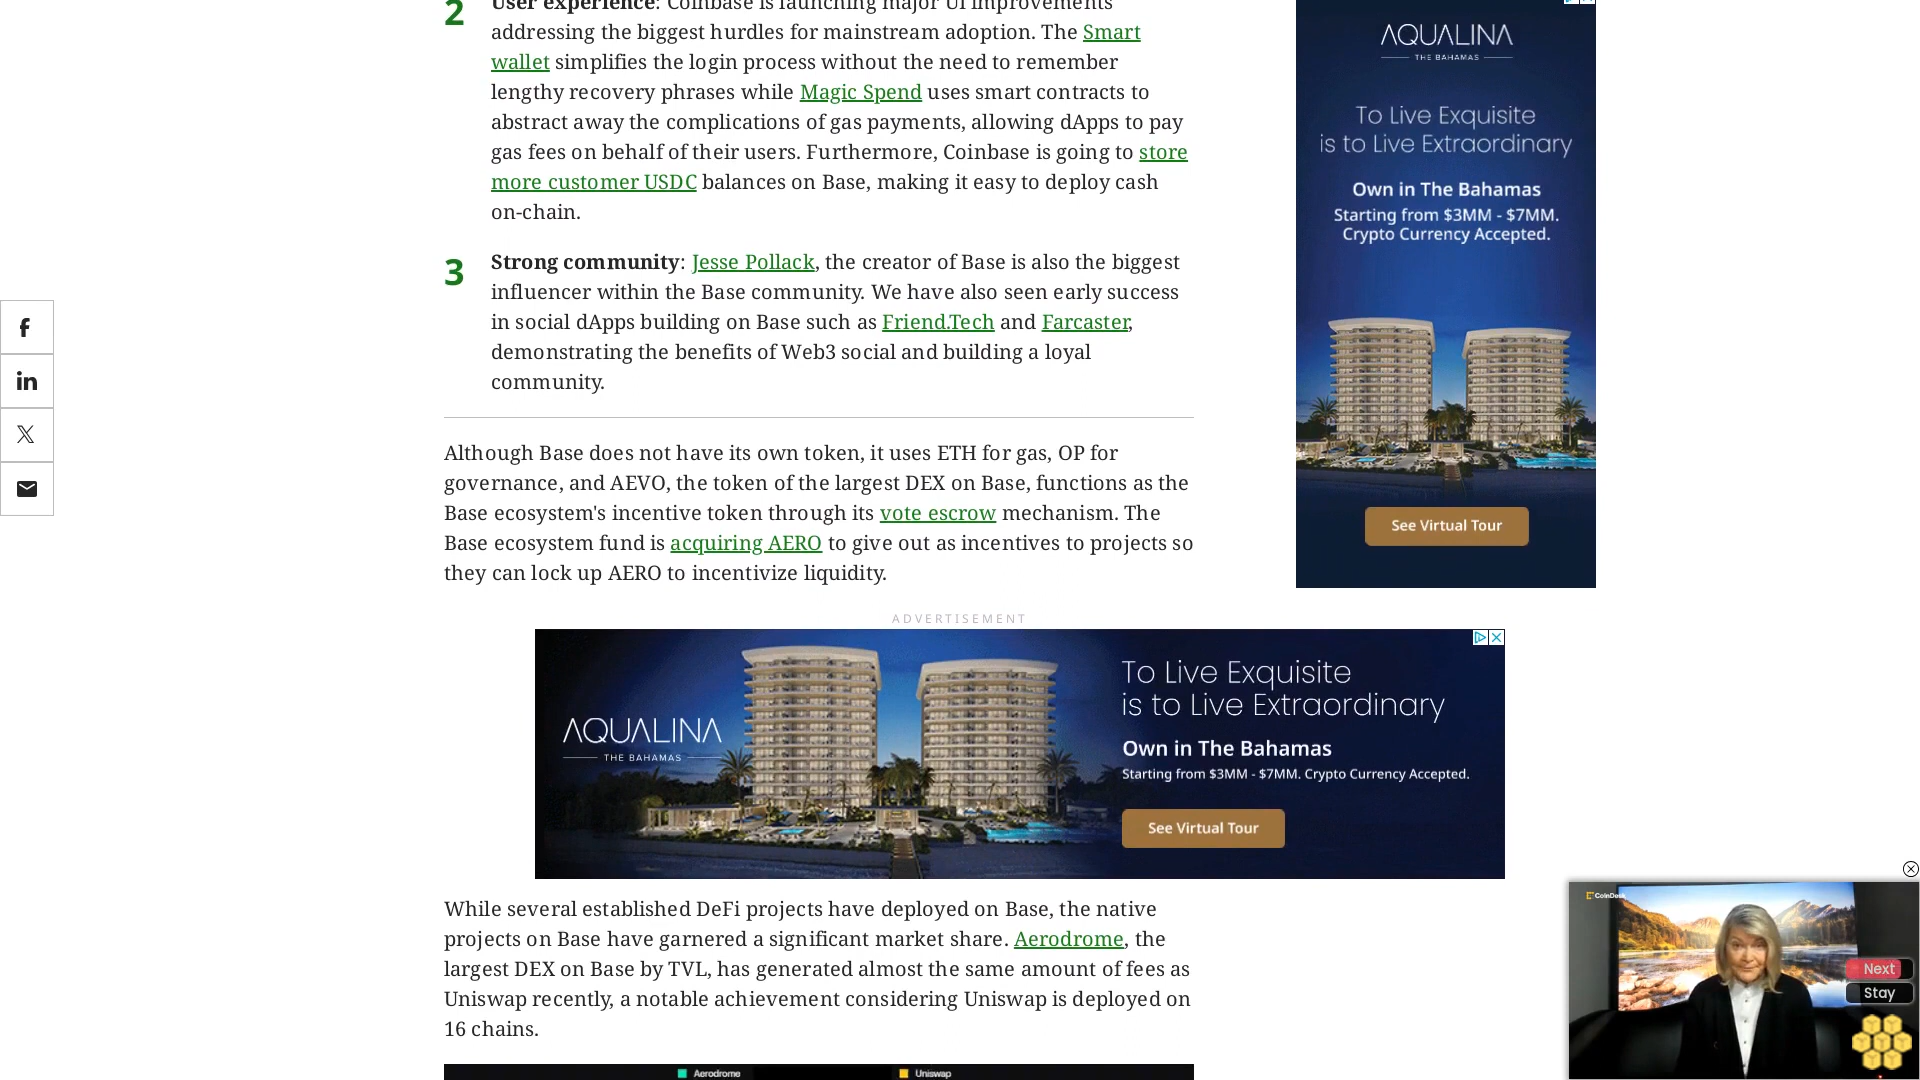 2
User experience: Coinbase is launching major UI improvements
addressing the biggest hurdles for mainstream adoption. The Smart
wallet simplifies the login process without the need to remember
lengthy recovery phrases while Magic Spend uses smart contracts to
abstract away the complications of gas payments, allowing dApps to pay
gas fees on behalf of their users. Furthermore, Coinbase is going to store
more customer USDC balances on Base, making it easy to deploy cash
on-chain.
3
Strong community: Jesse Pollack, the creator of Base is also the biggest
influencer within the Base community. We have also seen early success
in social dApps building on Base such as Friend.Tech and Farcaster,
demonstrating the benefits of Web3 social and building a loyal
community.
Although Base does not have its own token, it uses ETH for gas, OP for
governance, and AEVO, the token of the largest DEX on Base, functions as the
Base ecosystem's incentive token through its vote escrow mechanism. The
Base ecosystem fund is acquiring AERO to give out as incentives to projects so
they can lock up AERO to incentivize liquidity.
AQUALINA
THE BAHAMAS
To Live Exquisite
is to Live Extraordinary
Own in The Bahamas
Starting from $3MM - $7MM.
Crypto Currency Accepted.
See Virtual Tour
ADVERTISEMENT
AQUALINA
THE BAHAMAS
To Live Exquisite
is to Live Extraordinary
Own in The Bahamas
Starting from $3MM - $7MM. Crypto Currency Accepted.
See Virtual Tour
While several established DeFi projects have deployed on Base, the native
projects on Base have garnered a significant market share. Aerodrome, the
largest DEX on Base by TVL, has generated almost the same amount of fees as
Uniswap recently, a notable achievement considering Uniswap is deployed on
16 chains.
Aerodrome
Uniswap
CoinDesk
Next
Stay